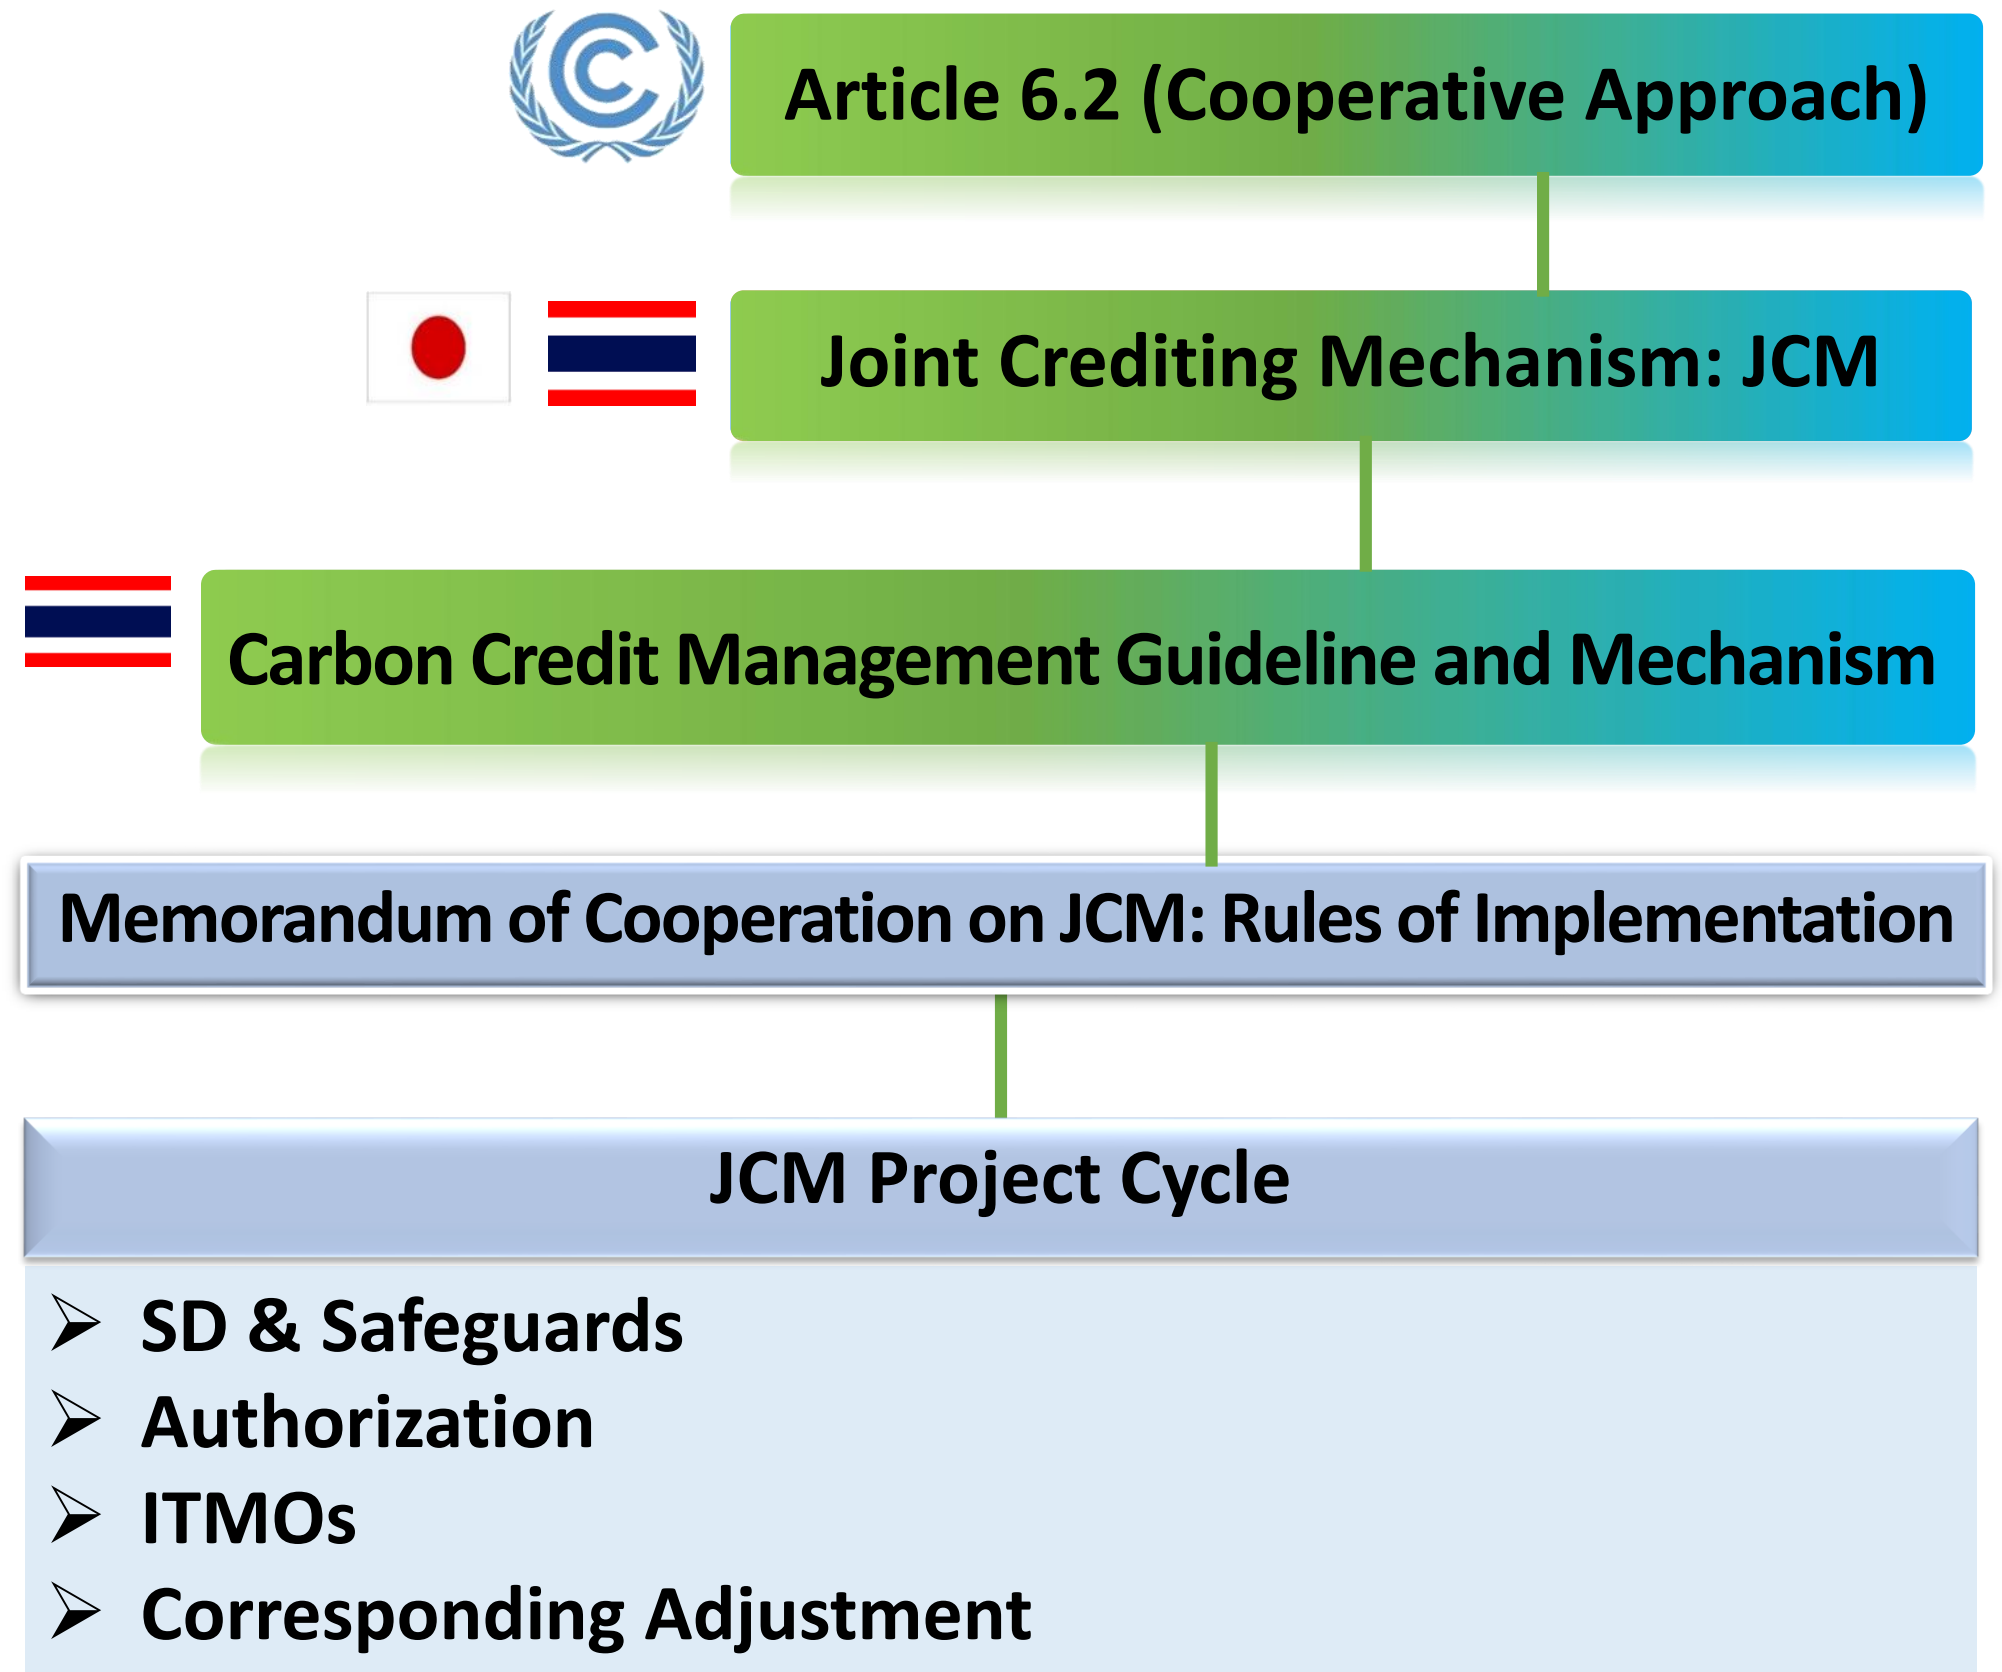 Article 6.2 (Cooperative Approach)
Joint Crediting Mechanism: JCM
Carbon Credit Management Guideline and Mechanism
Memorandum of Cooperation on JCM: Rules of Implementation
JCM Project Cycle
SD & Safeguards
Authorization
ITMOs
Corresponding Adjustment